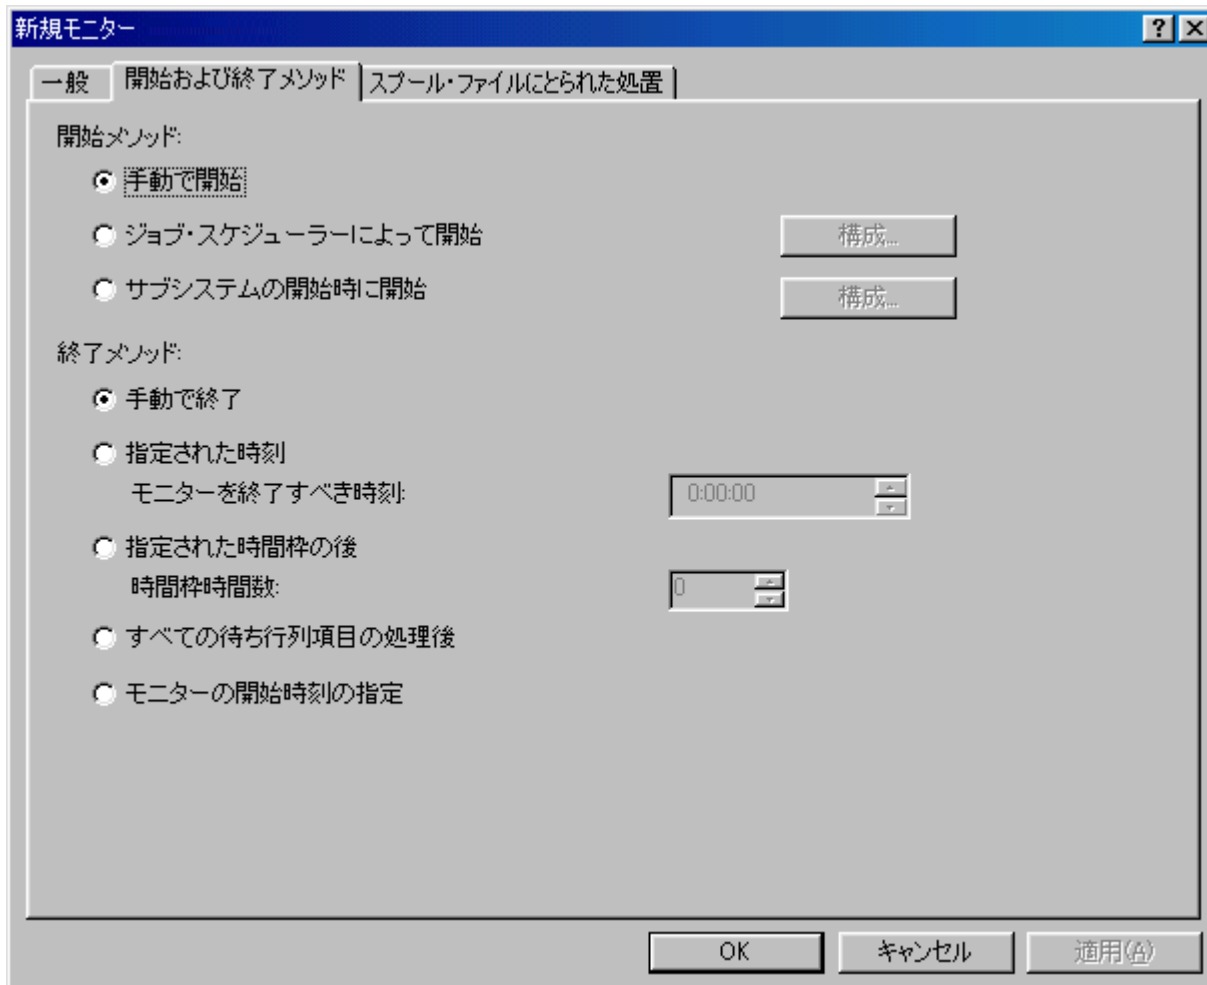 新規モニター
一般 開始および終了メソッド スプール・ファイルにとられた処置
開始メソッド:
手動で開始
ジョブ・スケジューラーによって開始 構成...
サブシステムの開始時に開始 構成...
終了メソッド:
手動で終了
指定された時刻
モニターを終了すべき時刻: 0:00:00
指定された時間枠の後
時間枠時間数: 0
すべての待ち行列項目の処理後
モニターの開始時刻の指定
OK キャンセル 適用(A)